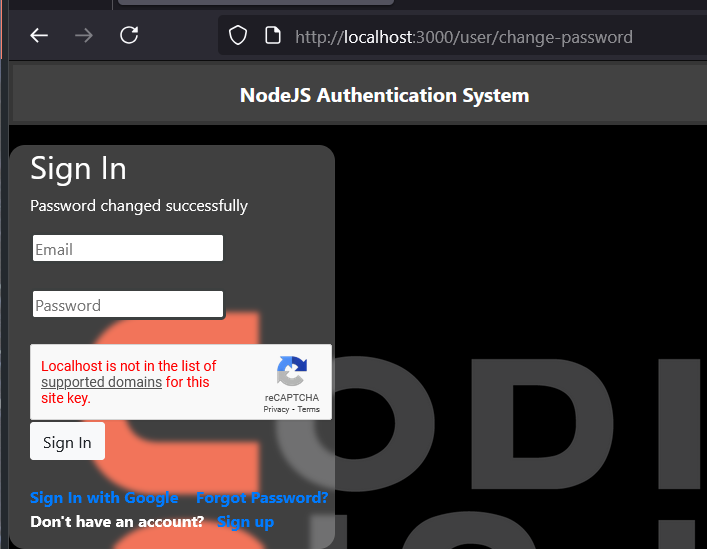 http://localhost:3000/user/change-password
NodeJS Authentication System
Sign In
Password changed successfully
Email
Password
Localhost is not in the list of
supported domains for this
site key.
reCAPTCHA
Privacy - Terms
Sign In
Sign In with Google Forgot Password?
Don't have an account? Sign up
CODI